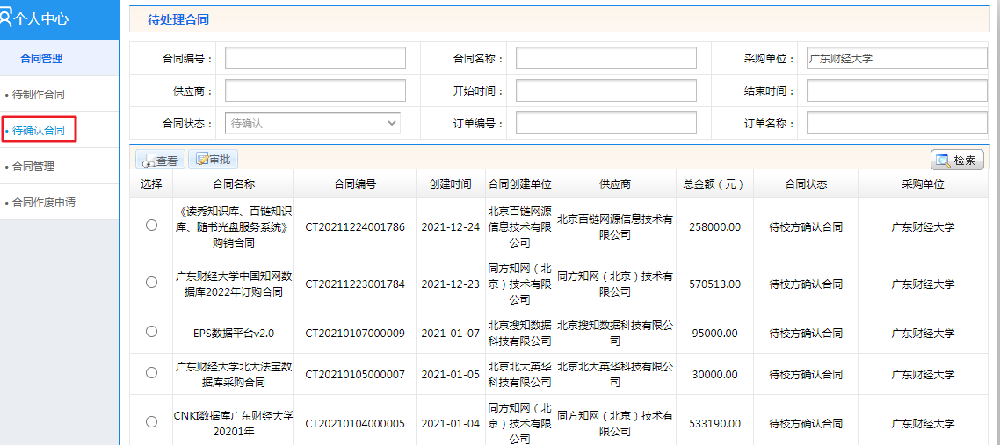 个人中心
合同管理
• 待制作合同
• 待确认合同
• 合同管理
• 合同作废申请
待处理合同
合同编号： 合同名称： 采购单位： 广东财经大学
供应商： 开始时间： 结束时间：
合同状态： 待确认 订单编号： 订单名称：
查看 审批 检索
选择 合同名称 合同编号 创建时间 合同创建单位 供应商 总金额（元） 合同状态 采购单位
《读秀知识库、百链知识
库、随书光盘服务系统》
购销合同
CT20211224001786
2021-12-24
北京百链网源
信息技术有限
公司
北京百链网源信息技术有
限公司
258000.00
待校方确认合同
广东财经大学
广东财经大学中国知网数
据库2022年订购合同
CT20211223001784
2021-12-23
同方知网（北
京）技术有限
公司
同方知网（北京）技术有
限公司
570513.00
待校方确认合同
广东财经大学
EPS数据平台v2.0
CT20210107000009
2021-01-07
北京搜知数据
科技有限公司
北京搜知数据科技有限公
司
95000.00
待校方确认合同
广东财经大学
广东财经大学北大法宝数
据库采购合同
CT20210105000007
2021-01-05
北京北大英华
科技有限公司
北京北大英华科技有限公
司
30000.00
待校方确认合同
广东财经大学
CNKI数据库广东财经大学
20201年
CT20210104000005
2021-01-04
同方知网（北
京）技术有限
公司
同方知网（北京）技术有
限公司
533190.00
待校方确认合同
广东财经大学